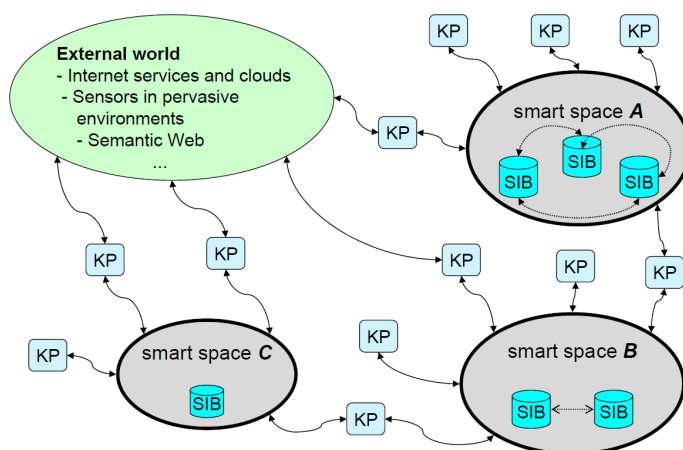 KP
KP
KP
External world
- Internet services and clouds
- Sensors in pervasive
environments
- Semantic Web
...
KP
smart space A
SIB
SIB
SIB
KP
KP
KP
KP
KP
KP
smart space C
SIB
KP
smart space B
SIB
SIB
KP